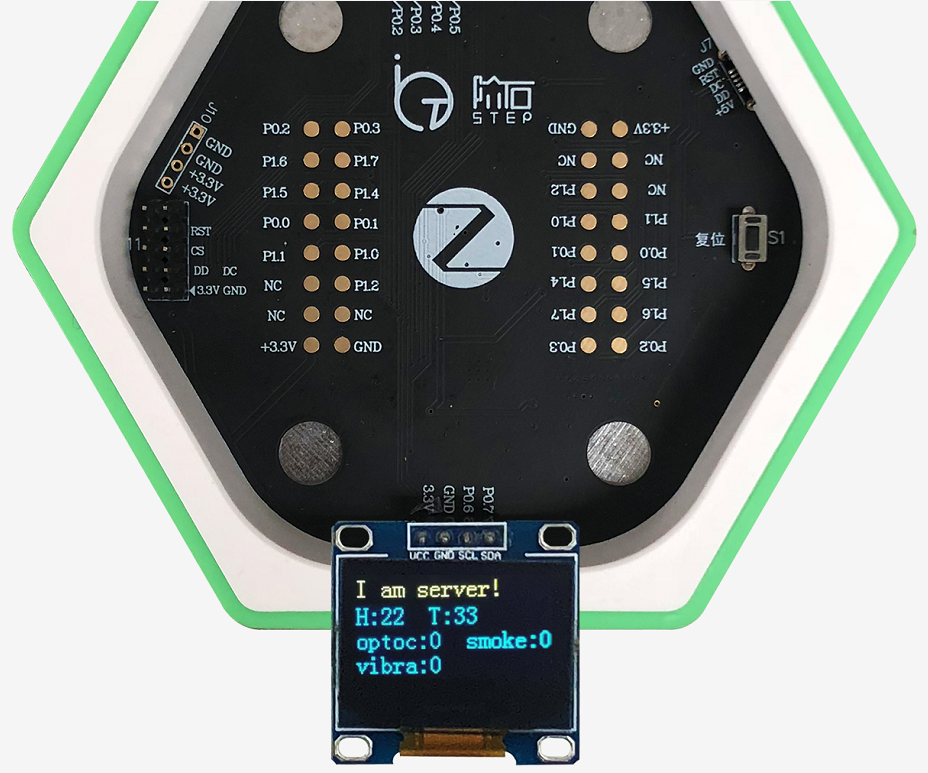 P0.2
P0.3
P0.4
P0.5
J7
GND
RST
+5V
STEP
J10
GND
GND
+3.3V
+3.3V
P0.2 P0.3
P1.6 P1.7
P1.5 P1.4
P0.0 P0.1
P1.1 P1.0
NC P1.2
NC NC
+3.3V GND
GND +3.3V
NC NC
P1.2 NC
P1.0 P1.1
P0.1 P0.0
P1.4 P1.5
P1.7 P1.6
P0.3 P0.2
复位 S1
RST
CS
DD DC
3.3V GND
3.3V
GND
P0.6
P0.7
VCC GND SCL SDA
I am server!
H:22 T:33
optoc:0 smoke:0
vibra:0